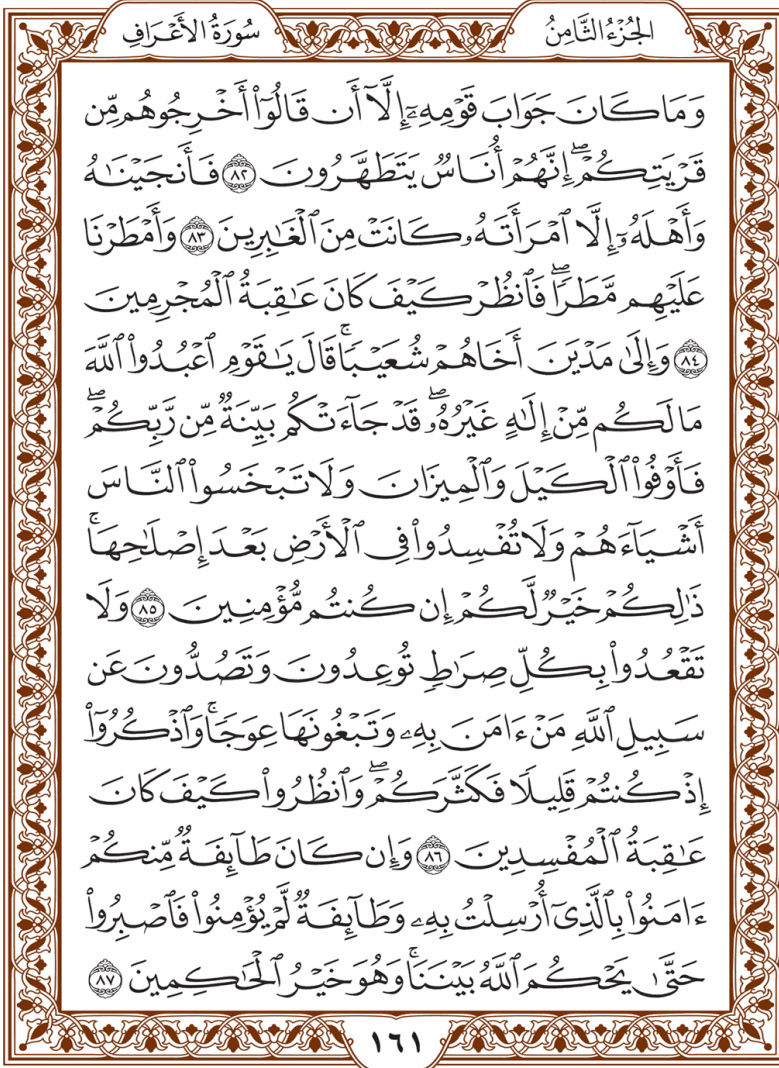 الجُزْءُ الثَّامِنُ
سُورَةُ الأَعْرَافِ
وَمَا كَانَ جَوَابَ قَوْمِهِۦٓ إِلَّآ أَن قَالُوٓاْ أَخْرِجُوهُم مِّن
قَرْيَتِكُمْۖ إِنَّهُمْ أُنَاسٌ يَتَطَهَّرُونَ ٨٢ فَأَنجَيْنَٰهُ
وَأَهْلَهُۥٓ إِلَّا ٱمْرَأَتَهُۥ كَانَتْ مِنَ ٱلْغَٰبِرِينَ ٨٣ وَأَمْطَرْنَا
عَلَيْهِم مَّطَرًاۖ فَٱنظُرْ كَيْفَ كَانَ عَٰقِبَةُ ٱلْمُجْرِمِينَ
٨٤ وَإِلَىٰ مَدْيَنَ أَخَاهُمْ شُعَيْبًاۚ قَالَ يَٰقَوْمِ ٱعْبُدُواْ ٱللَّهَ
مَا لَكُم مِّنْ إِلَٰهٍ غَيْرُهُۥۖ قَدْ جَآءَتْكُم بَيِّنَةٌ مِّن رَّبِّكُمْۖ
فَأَوْفُواْ ٱلْكَيْلَ وَٱلْمِيزَانَ وَلَا تَبْخَسُواْ ٱلنَّاسَ
أَشْيَآءَهُمْ وَلَا تُفْسِدُواْ فِي ٱلْأَرْضِ بَعْدَ إِصْلَٰحِهَاۚ
ذَٰلِكُمْ خَيْرٌ لَّكُمْ إِن كُنتُم مُّؤْمِنِينَ ٨٥ وَلَا
تَقْعُدُواْ بِكُلِّ صِرَٰطٍ تُوعِدُونَ وَتَصُدُّونَ عَن
سَبِيلِ ٱللَّهِ مَنْ ءَامَنَ بِهِۦ وَتَبْغُونَهَا عِوَجًاۚ وَٱذْكُرُوٓاْ
إِذْ كُنتُمْ قَلِيلًا فَكَثَّرَكُمْۖ وَٱنظُرُواْ كَيْفَ كَانَ
عَٰقِبَةُ ٱلْمُفْسِدِينَ ٨٦ وَإِن كَانَ طَآئِفَةٌ مِّنكُمْ
ءَامَنُواْ بِٱلَّذِيٓ أُرْسِلْتُ بِهِۦ وَطَآئِفَةٌ لَّمْ يُؤْمِنُواْ فَٱصْبِرُواْ
حَتَّىٰ يَحْكُمَ ٱللَّهُ بَيْنَنَاۚ وَهُوَ خَيْرُ ٱلْحَٰكِمِينَ ٨٧
١٦١